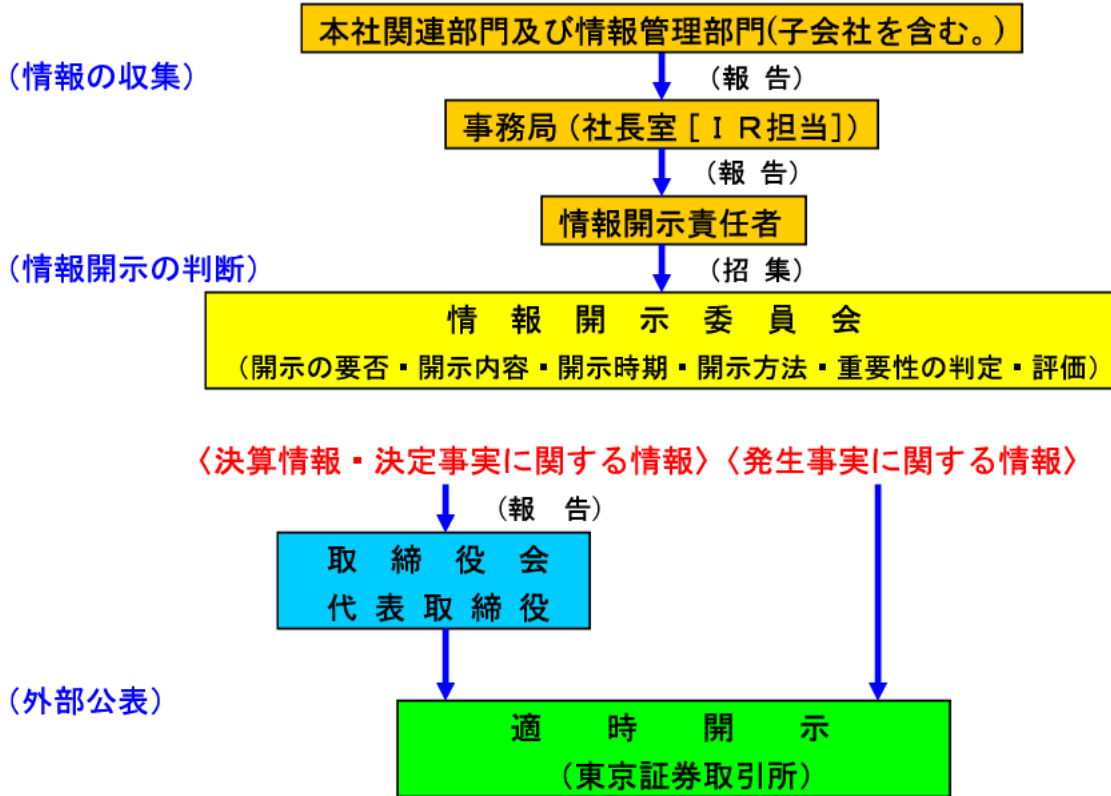 本社関連部門及び情報管理部門(子会社を含む。)
(情報の収集)
(報 告)
事務局(社長室[IR担当])
(報 告)
情報開示責任者
(情報開示の判断)
(招 集)
情 報 開 示 委 員 会
(開示の要否・開示内容・開示時期・開示方法・重要性の判定・評価)
〈決算情報・決定事実に関する情報〉〈発生事実に関する情報〉
(報 告)
取 締 役 会
代 表 取 締 役
(外部公表)
適 時 開 示
(東京証券取引所)